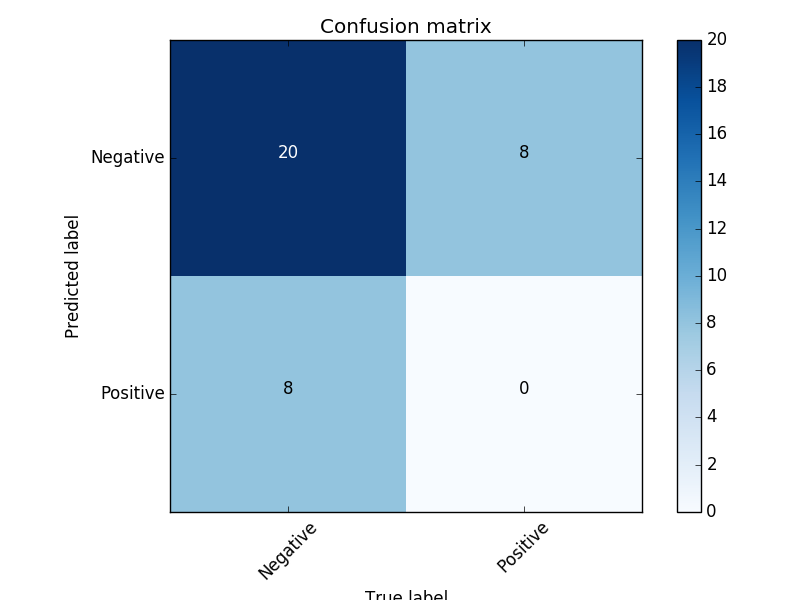 Confusion matrix
Predicted label
Negative
20
8
Positive
8
0
Negative
Positive
True label
20
18
16
14
12
10
8
6
4
2
0